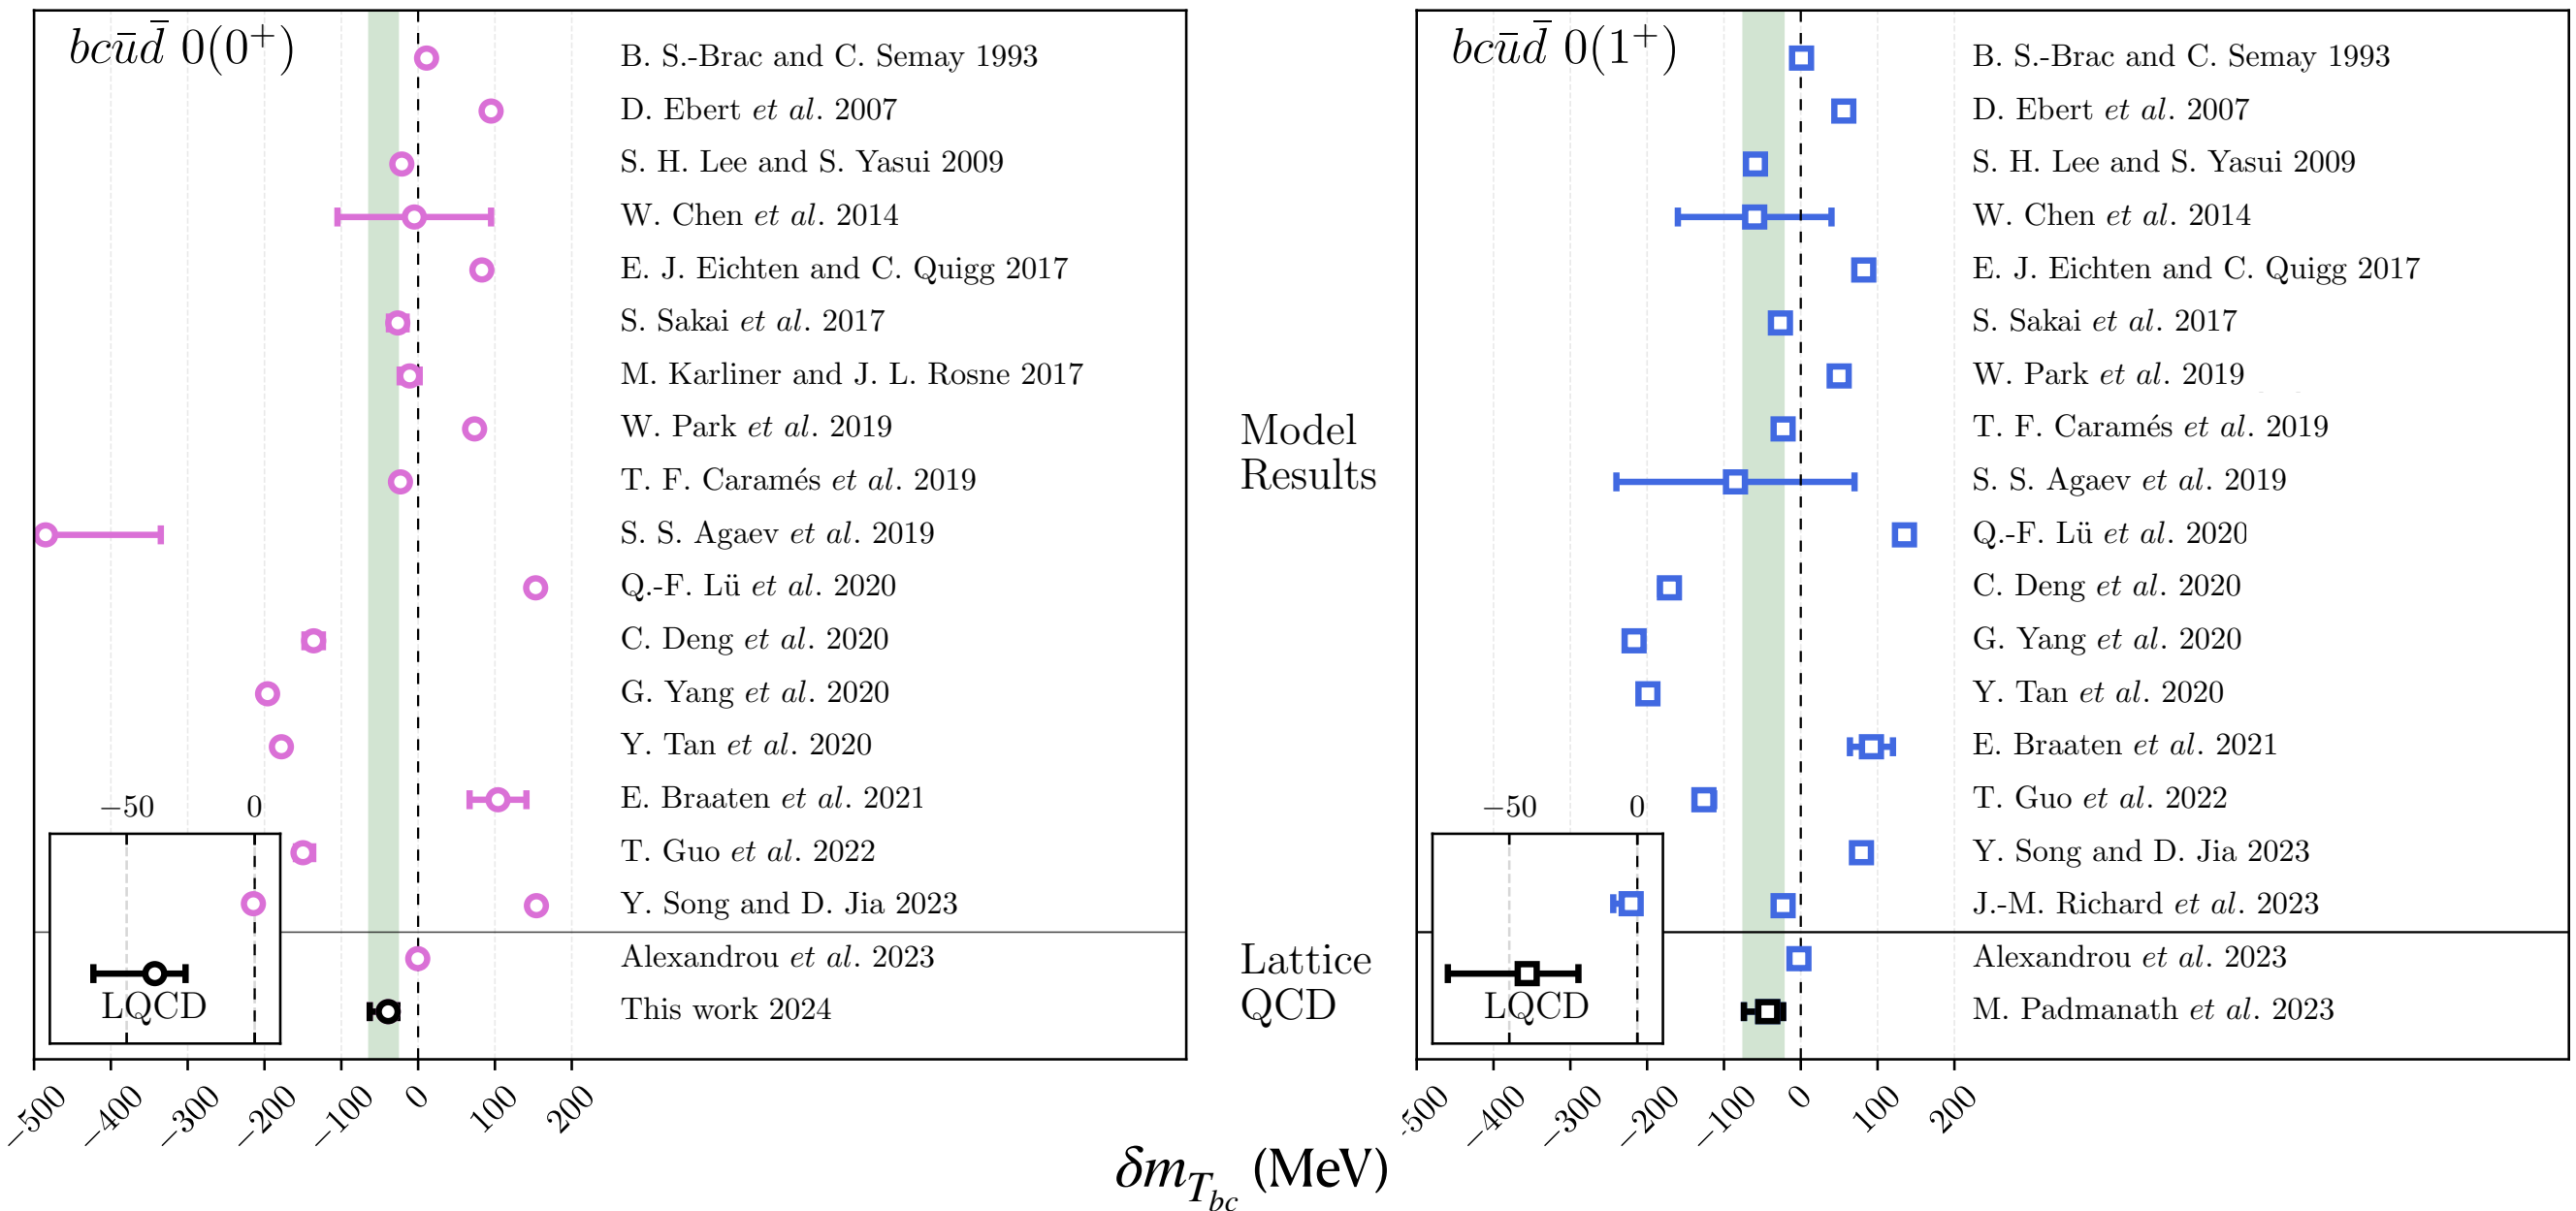 bcūd̄ 0(0⁺)
B. S.-Brac and C. Semay 1993
D. Ebert et al. 2007
S. H. Lee and S. Yasui 2009
W. Chen et al. 2014
E. J. Eichten and C. Quigg 2017
S. Sakai et al. 2017
M. Karliner and J. L. Rosne 2017
W. Park et al. 2019
T. F. Caramés et al. 2019
S. S. Agaev et al. 2019
Q.-F. Lü et al. 2020
C. Deng et al. 2020
G. Yang et al. 2020
Y. Tan et al. 2020
E. Braaten et al. 2021
T. Guo et al. 2022
Y. Song and D. Jia 2023
Alexandrou et al. 2023
This work 2024
−50 0
LQCD
−500 −400 −300 −200 −100 0 100 200
Model
Results
Lattice
QCD
bcūd̄ 0(1⁺)
B. S.-Brac and C. Semay 1993
D. Ebert et al. 2007
S. H. Lee and S. Yasui 2009
W. Chen et al. 2014
E. J. Eichten and C. Quigg 2017
S. Sakai et al. 2017
W. Park et al. 2019
T. F. Caramés et al. 2019
S. S. Agaev et al. 2019
Q.-F. Lü et al. 2020
C. Deng et al. 2020
G. Yang et al. 2020
Y. Tan et al. 2020
E. Braaten et al. 2021
T. Guo et al. 2022
Y. Song and D. Jia 2023
J.-M. Richard et al. 2023
Alexandrou et al. 2023
M. Padmanath et al. 2023
−50 0
LQCD
-500 −400 −300 −200 −100 0 100 200
δm_{T_{bc}} (MeV)